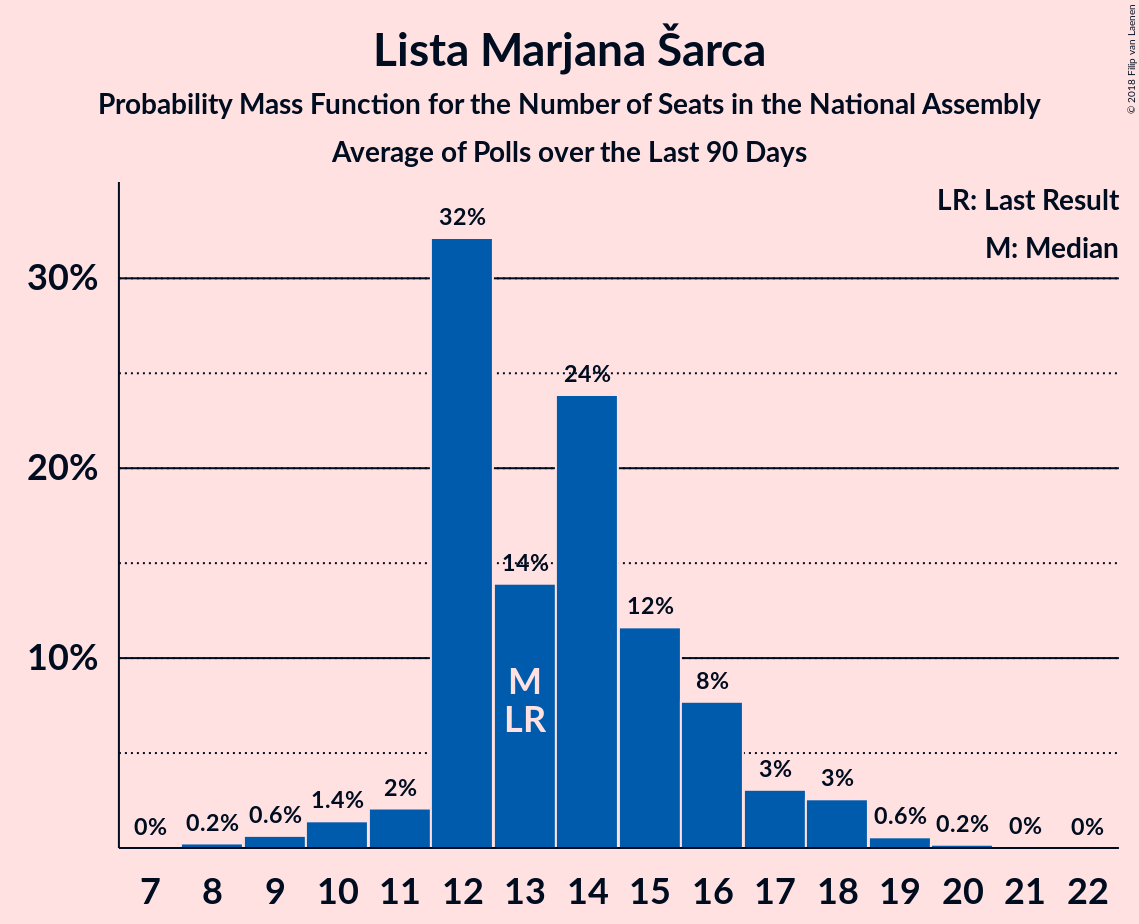 Lista Marjana Šarca
Probability Mass Function for the Number of Seats in the National Assembly
Average of Polls over the Last 90 Days
© 2018 Filip van Laenen
LR: Last Result
M: Median
30%
20%
10%
0%
0.2%
0.6%
1.4%
2%
32%
14%
24%
12%
8%
3%
3%
0.6%
0.2%
0%
0%
M
LR
7 8 9 10 11 12 13 14 15 16 17 18 19 20 21 22